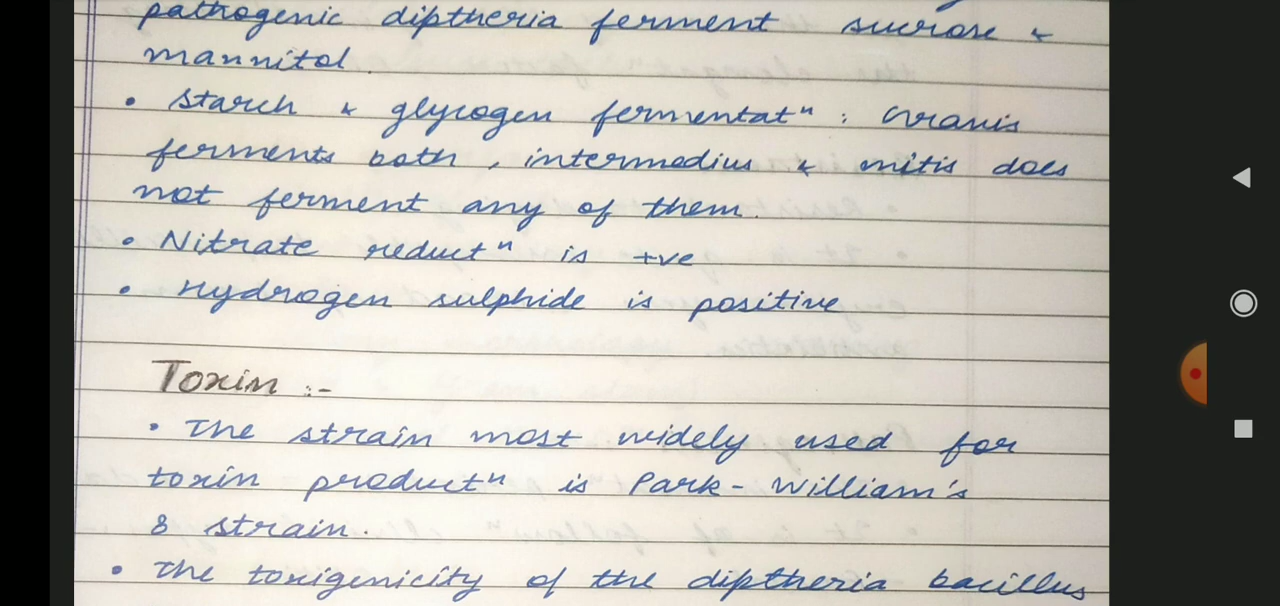 pathogenic diptheria ferment sucrose &
mannitol.
• Starch & glycogen fermentatⁿ : Gravis
ferments both, intermedius & mitis does
not ferment any of them.
• Nitrate reductⁿ is +ve
• Hydrogen sulphide is positive
Toxin :-
• The strain most widely used for
toxin productⁿ is Park-William's
8 strain.
• The toxigenicity of the diptheria bacillus